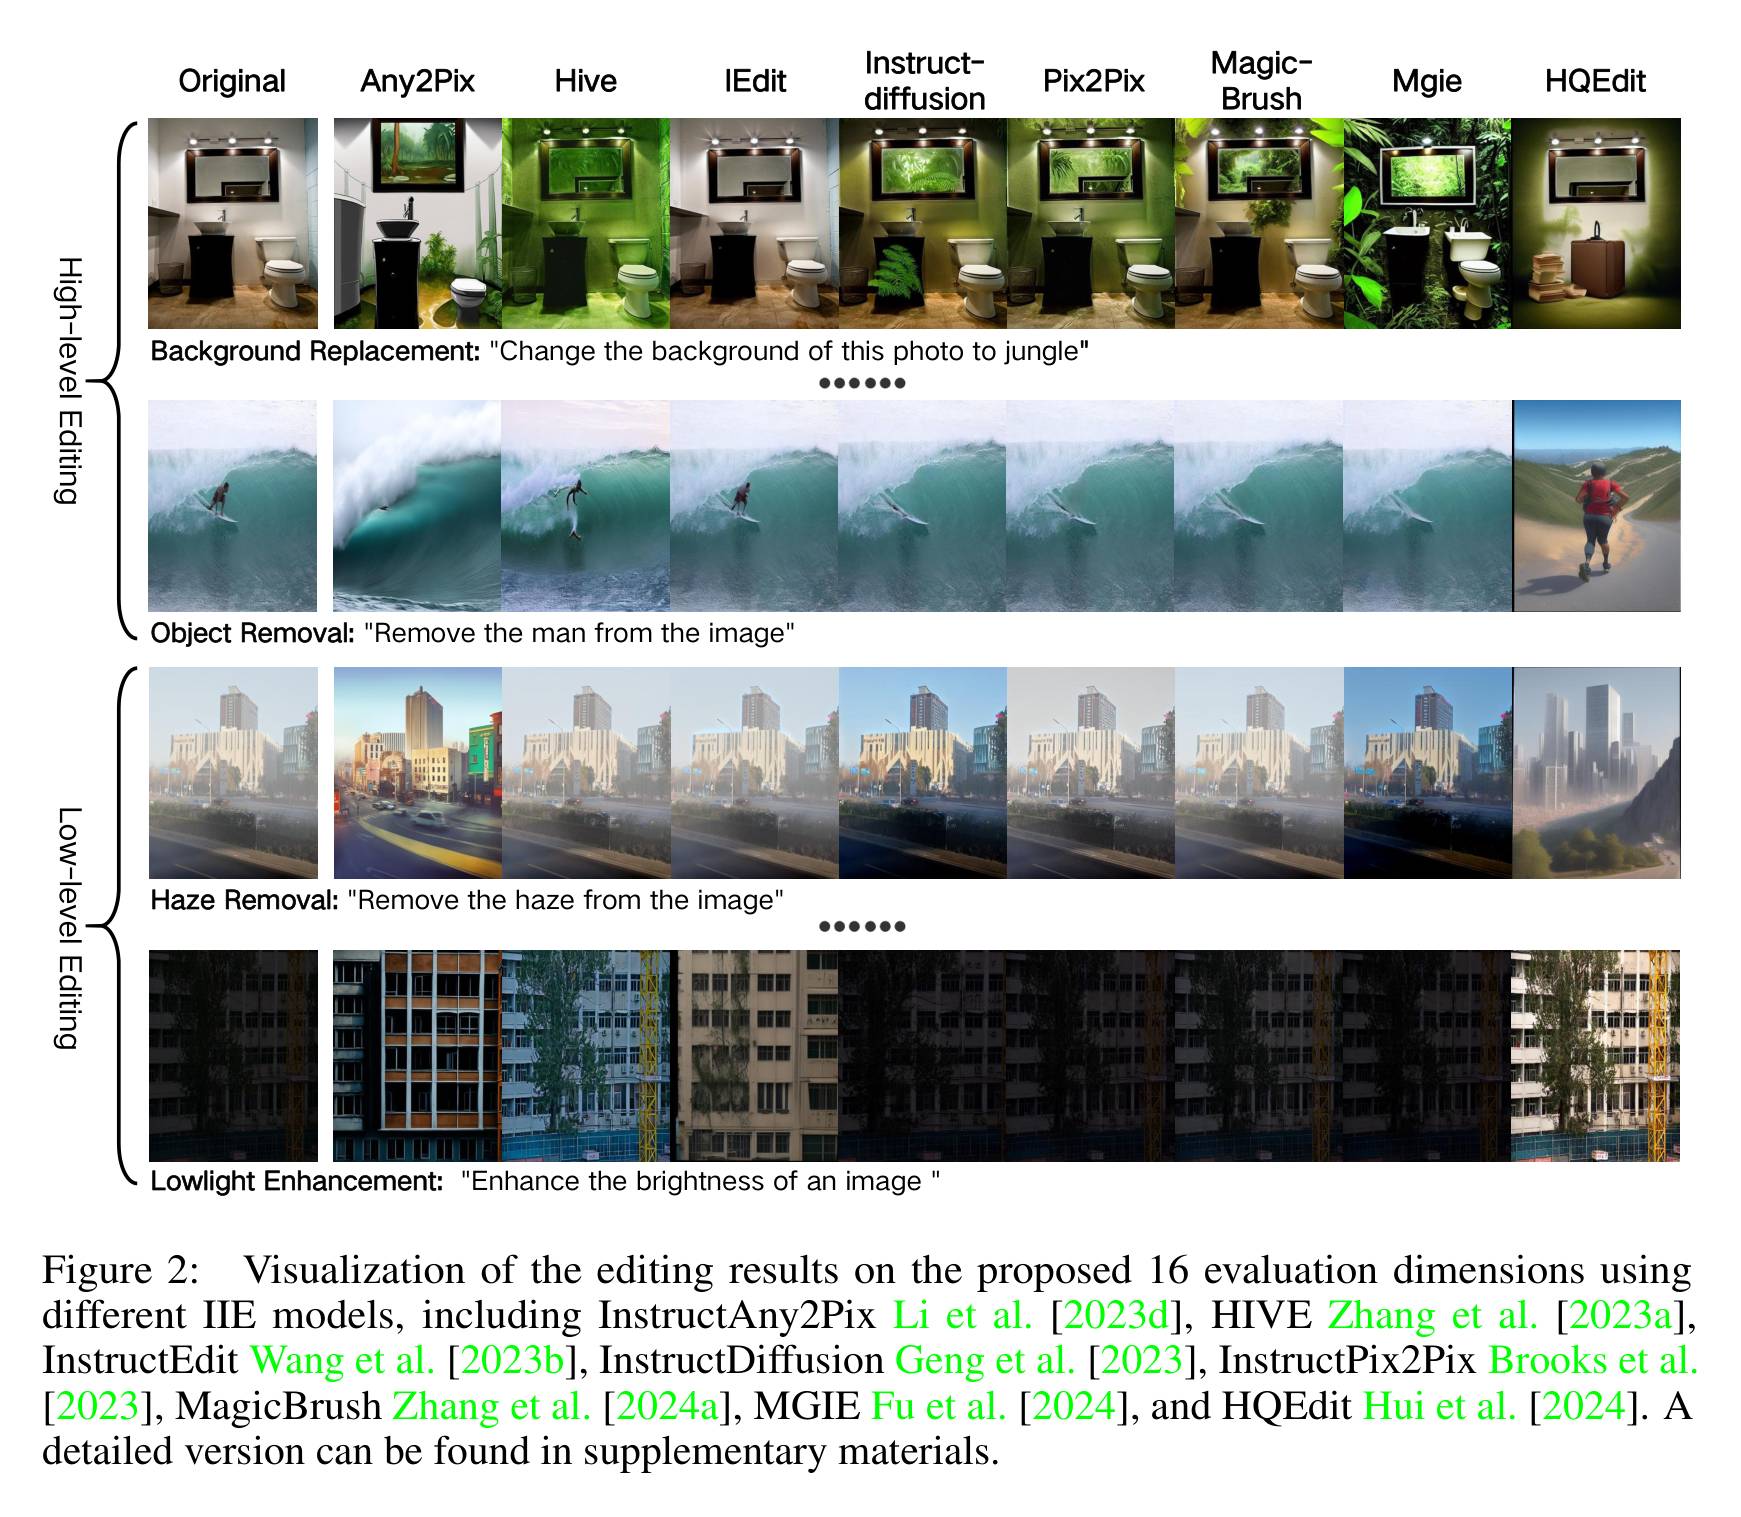 Original Any2Pix Hive IEdit Instruct-diffusion Pix2Pix Magic-Brush Mgie HQEdit
High-level Editing
Background Replacement: "Change the background of this photo to jungle"
Object Removal: "Remove the man from the image"
Low-level Editing
Haze Removal: "Remove the haze from the image"
Lowlight Enhancement: "Enhance the brightness of an image "
Figure 2: Visualization of the editing results on the proposed 16 evaluation dimensions using
different IIE models, including InstructAny2Pix Li et al. [2023d], HIVE Zhang et al. [2023a],
InstructEdit Wang et al. [2023b], InstructDiffusion Geng et al. [2023], InstructPix2Pix Brooks et al.
[2023], MagicBrush Zhang et al. [2024a], MGIE Fu et al. [2024], and HQEdit Hui et al. [2024]. A
detailed version can be found in supplementary materials.